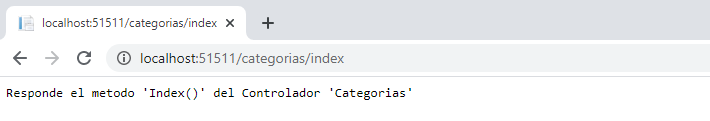 localhost:51511/categorias/index
localhost:51511/categorias/index
Responde el metodo 'Index()' del Controlador 'Categorias'